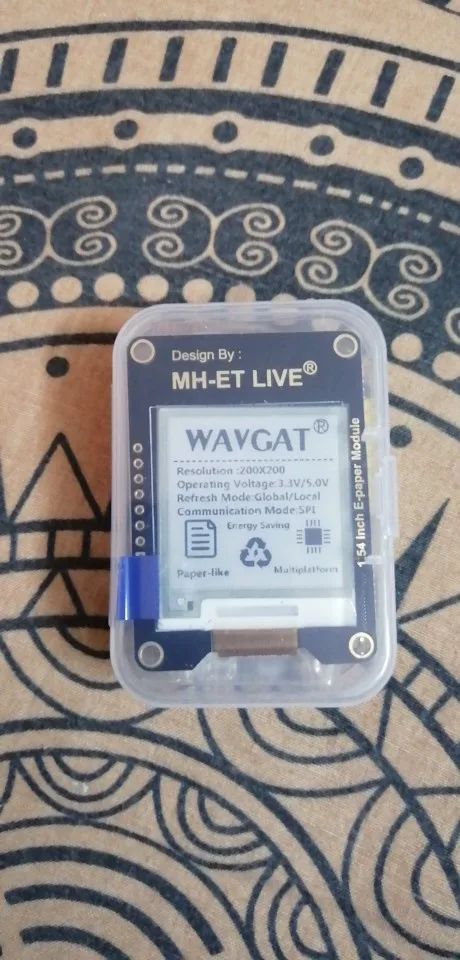 Design By :
MH-ET LIVE®
WAVGAT®
Resolution :200X200
Operating Voltage:3.3V/5.0V
Refresh Mode:Global/Local
Communication Mode:SPI
Energy Saving
Paper-like
Multiplatform
1.54 Inch E-paper Module